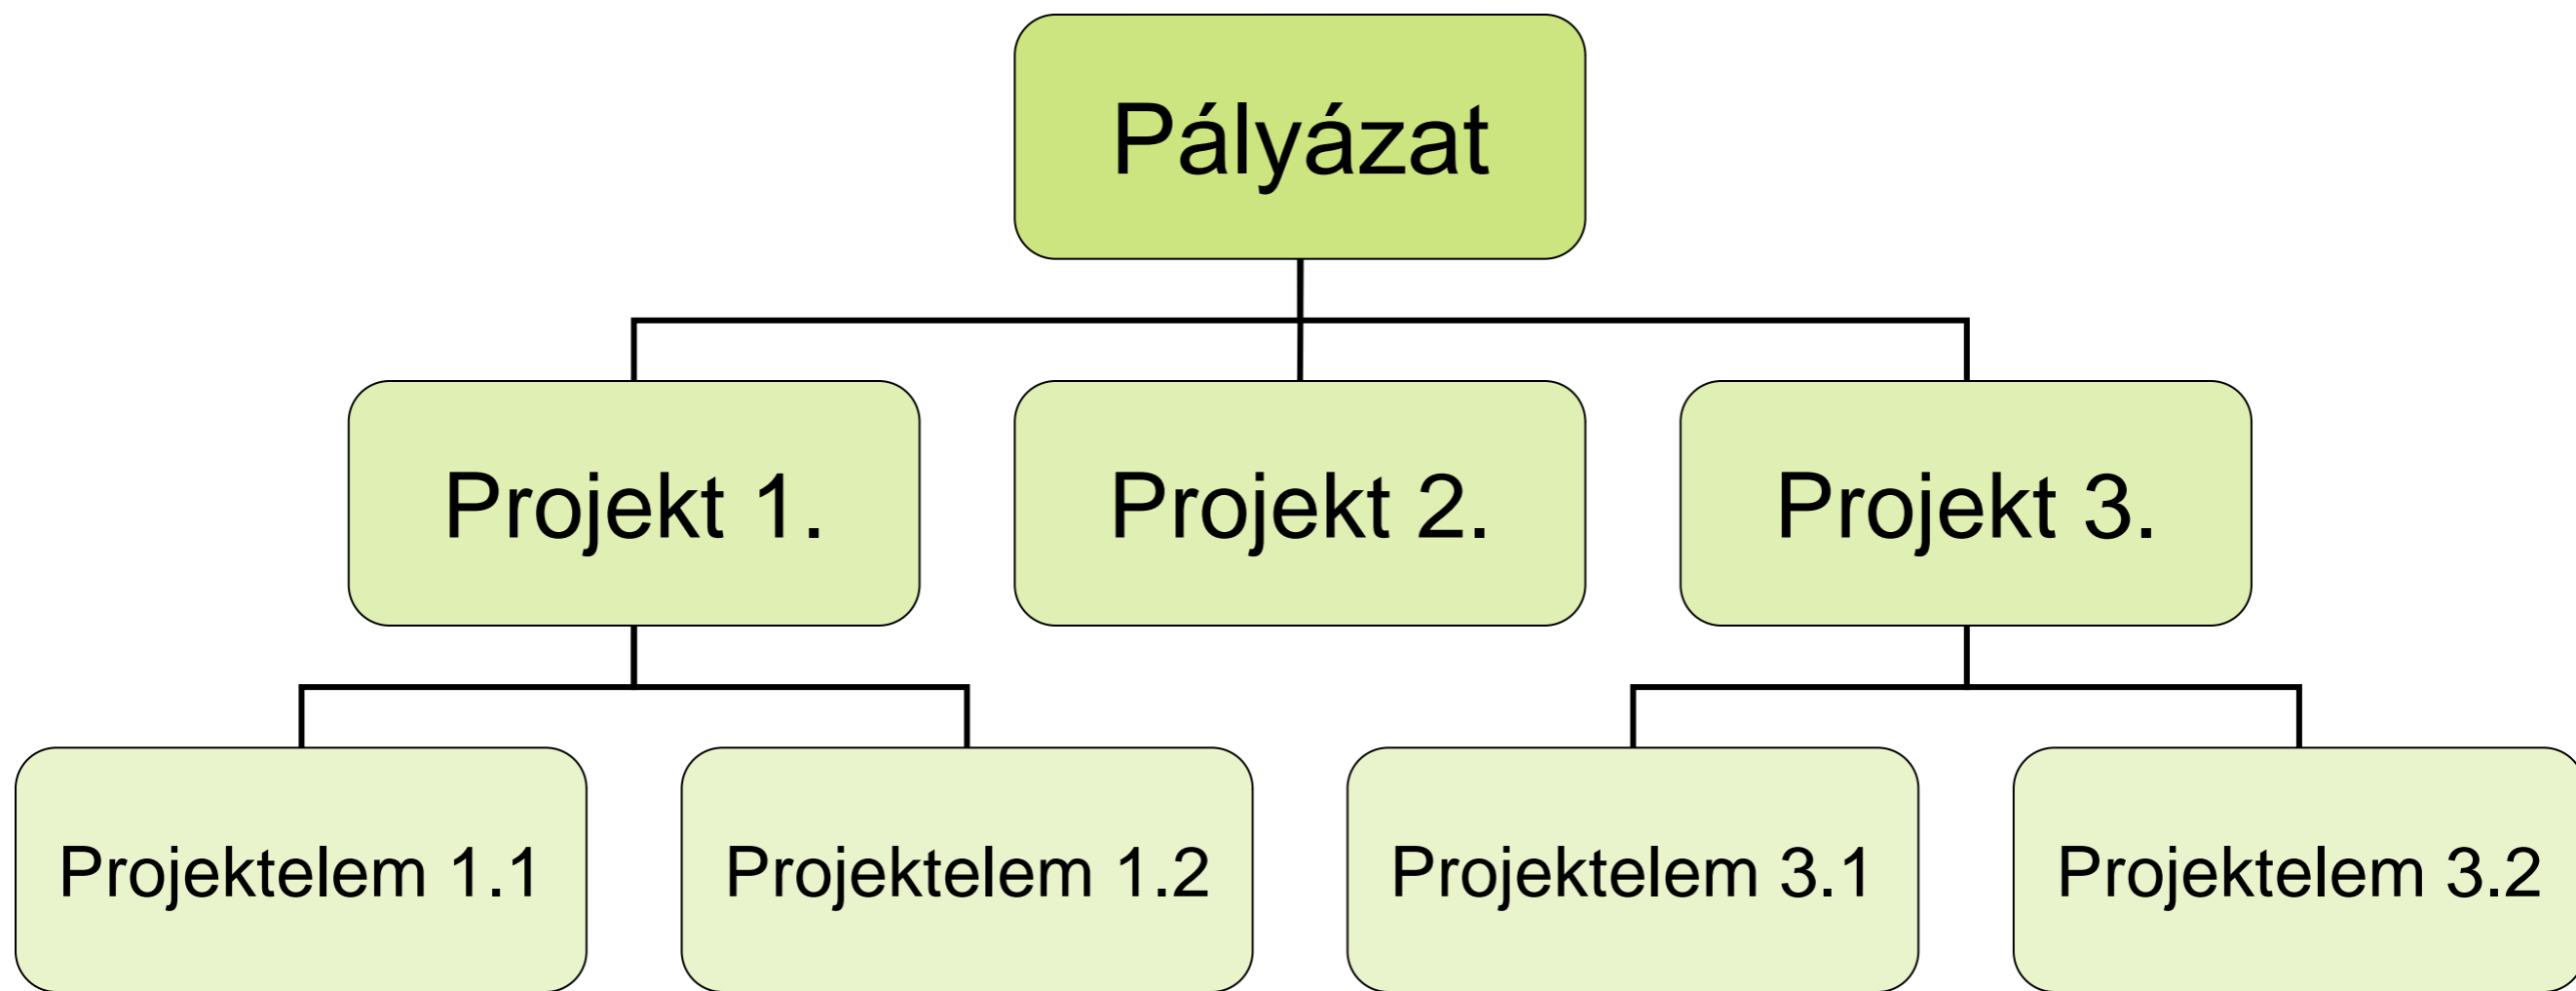 Pályázat
Projekt 1.
Projekt 2.
Projekt 3.
Projektelem 1.1
Projektelem 1.2
Projektelem 3.1
Projektelem 3.2